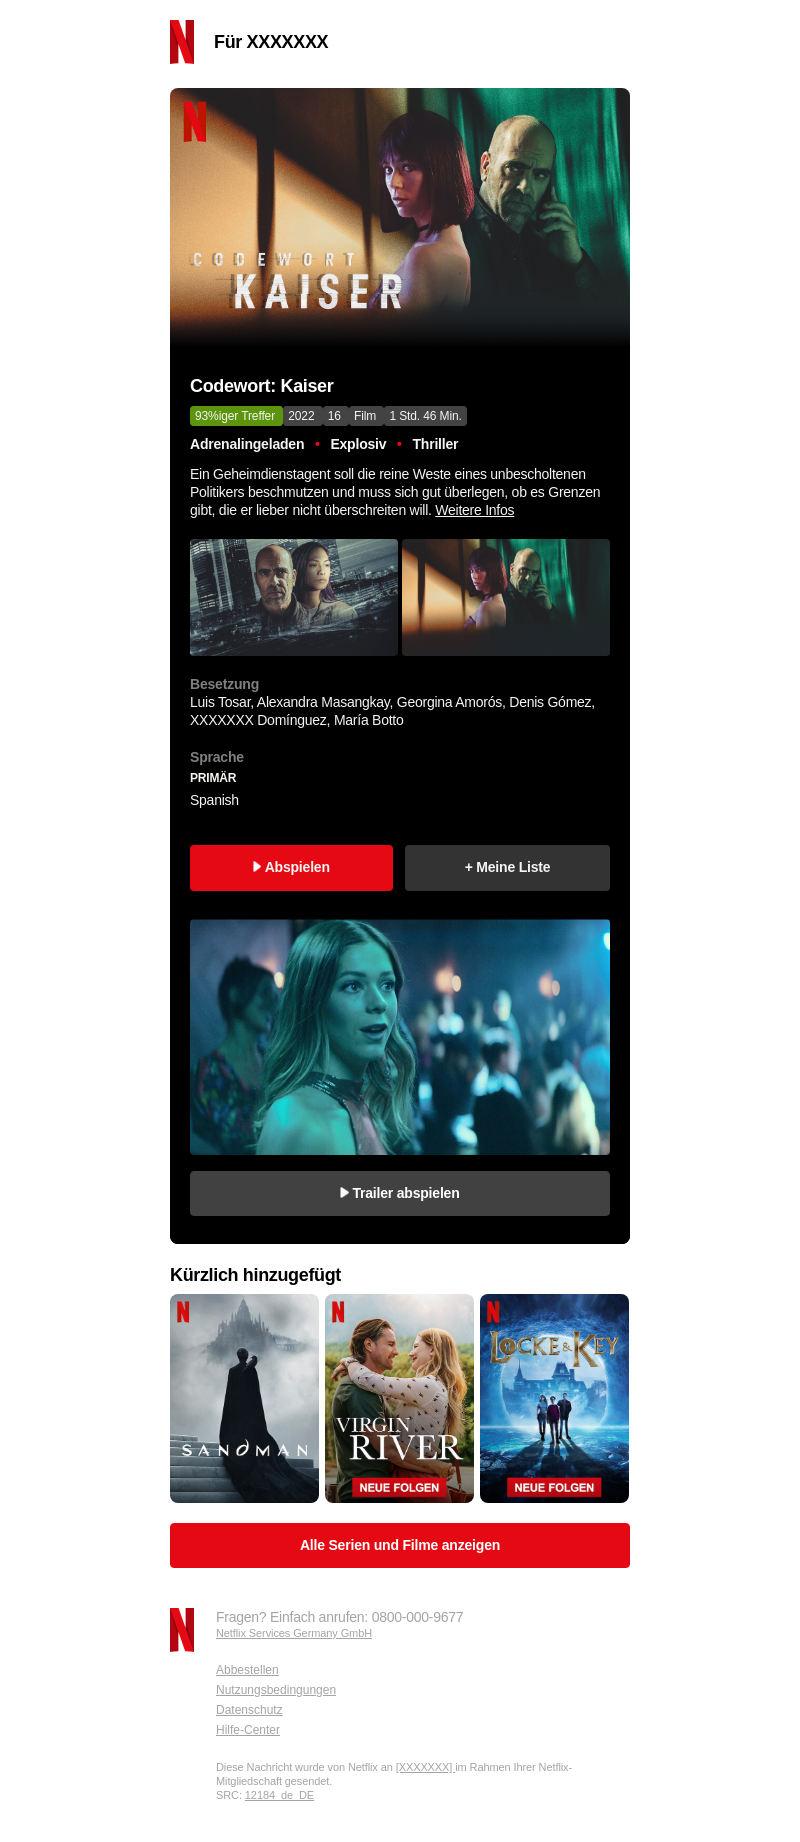 Für XXXXXXX
CODEWORT
KAISER
Codewort: Kaiser
93%iger Treffer 2022 16 Film 1 Std. 46 Min.
Adrenalingeladen • Explosiv • Thriller
Ein Geheimdienstagent soll die reine Weste eines unbescholtenen
Politikers beschmutzen und muss sich gut überlegen, ob es Grenzen
gibt, die er lieber nicht überschreiten will. Weitere Infos
Besetzung
Luis Tosar, Alexandra Masangkay, Georgina Amorós, Denis Gómez,
XXXXXXX Domínguez, María Botto
Sprache
PRIMÄR
Spanish
Abspielen
+ Meine Liste
Trailer abspielen
Kürzlich hinzugefügt
SANDMAN
VIRGIN
RIVER
NEUE FOLGEN
LOCKE & KEY
NEUE FOLGEN
Alle Serien und Filme anzeigen
Fragen? Einfach anrufen: 0800-000-9677
Netflix Services Germany GmbH
Abbestellen
Nutzungsbedingungen
Datenschutz
Hilfe-Center
Diese Nachricht wurde von Netflix an [XXXXXXX] im Rahmen Ihrer Netflix-
Mitgliedschaft gesendet.
SRC: 12184_de_DE